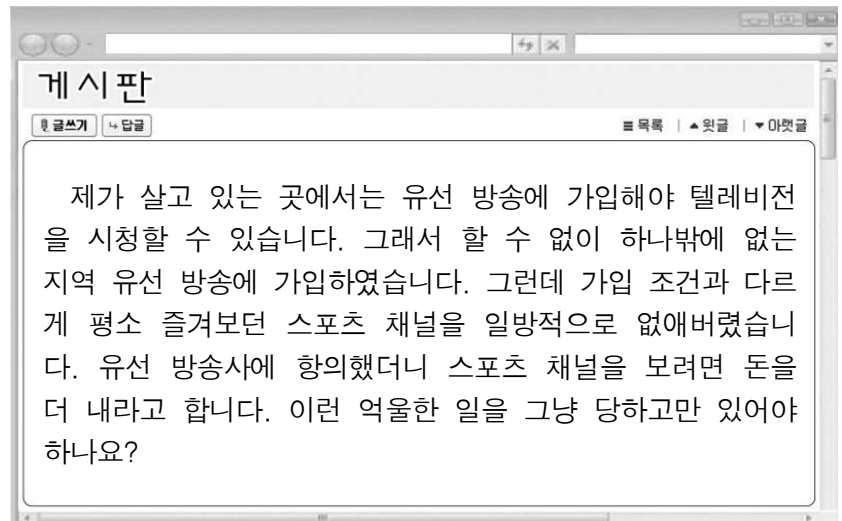 게시판
글쓰기 답글 목록 | ▲윗글 | ▼아랫글
제가 살고 있는 곳에서는 유선 방송에 가입해야 텔레비전
을 시청할 수 있습니다. 그래서 할 수 없이 하나밖에 없는
지역 유선 방송에 가입하였습니다. 그런데 가입 조건과 다르
게 평소 즐겨보던 스포츠 채널을 일방적으로 없애버렸습니
다. 유선 방송사에 항의했더니 스포츠 채널을 보려면 돈을
더 내라고 합니다. 이런 억울한 일을 그냥 당하고만 있어야
하나요?